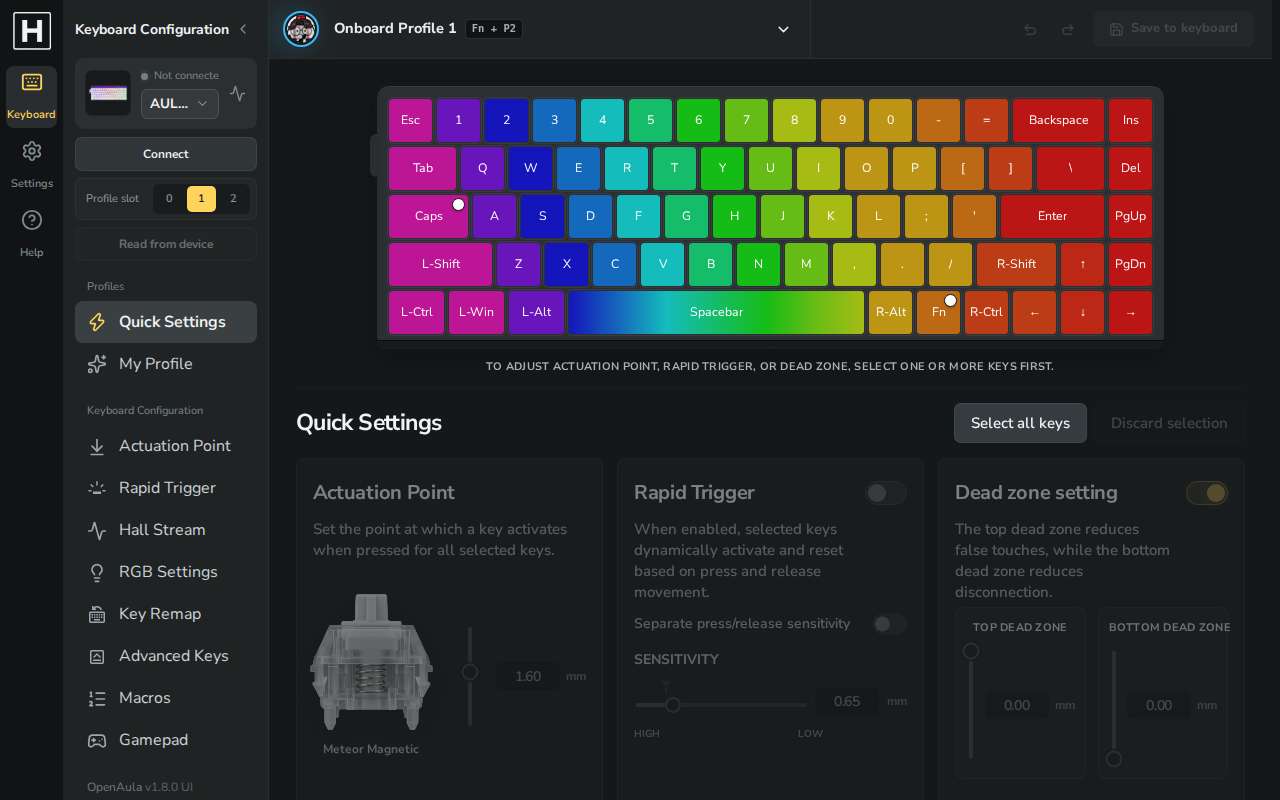 H
Keyboard
Settings
Help
Keyboard Configuration
Not connecte
AUL...
Connect
Profile slot 0 1 2
Read from device
Profiles
Quick Settings
My Profile
Keyboard Configuration
Actuation Point
Rapid Trigger
Hall Stream
RGB Settings
Key Remap
Advanced Keys
Macros
Gamepad
OpenAula v1.8.0 UI
Onboard Profile 1 Fn + P2
Save to keyboard
Esc 1 2 3 4 5 6 7 8 9 0 - = Backspace Ins
Tab Q W E R T Y U I O P [ ] \ Del
Caps A S D F G H J K L ; ' Enter PgUp
L-Shift Z X C V B N M , . / R-Shift ↑ PgDn
L-Ctrl L-Win L-Alt Spacebar R-Alt Fn R-Ctrl ← ↓ →
TO ADJUST ACTUATION POINT, RAPID TRIGGER, OR DEAD ZONE, SELECT ONE OR MORE KEYS FIRST.
Quick Settings
Select all keys
Discard selection
Actuation Point
Set the point at which a key activates
when pressed for all selected keys.
1.60 mm
Meteor Magnetic
Rapid Trigger
When enabled, selected keys
dynamically activate and reset
based on press and release
movement.
Separate press/release sensitivity
SENSITIVITY
0.65 mm
HIGH LOW
Dead zone setting
The top dead zone reduces
false touches, while the bottom
dead zone reduces
disconnection.
TOP DEAD ZONE
0.00 mm
BOTTOM DEAD ZONE
0.00 mm